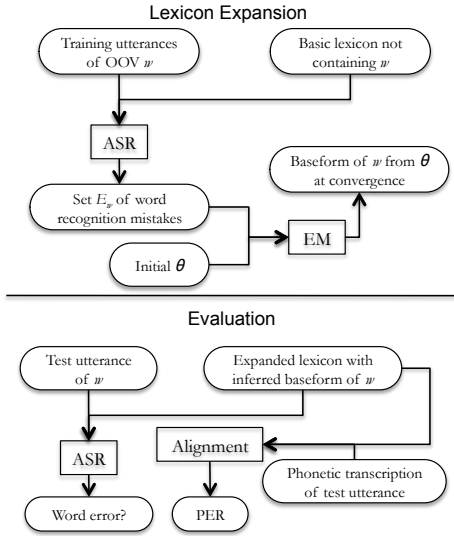 Lexicon Expansion
Training utterances
of OOV w
Basic lexicon not
containing w
ASR
Baseform of w from θ
at convergence
Set Ew of word
recognition mistakes
EM
Initial θ
Evaluation
Test utterance
of w
Expanded lexicon with
inferred baseform of w
Alignment
ASR
Phonetic transcription
of test utterance
Word error?
PER